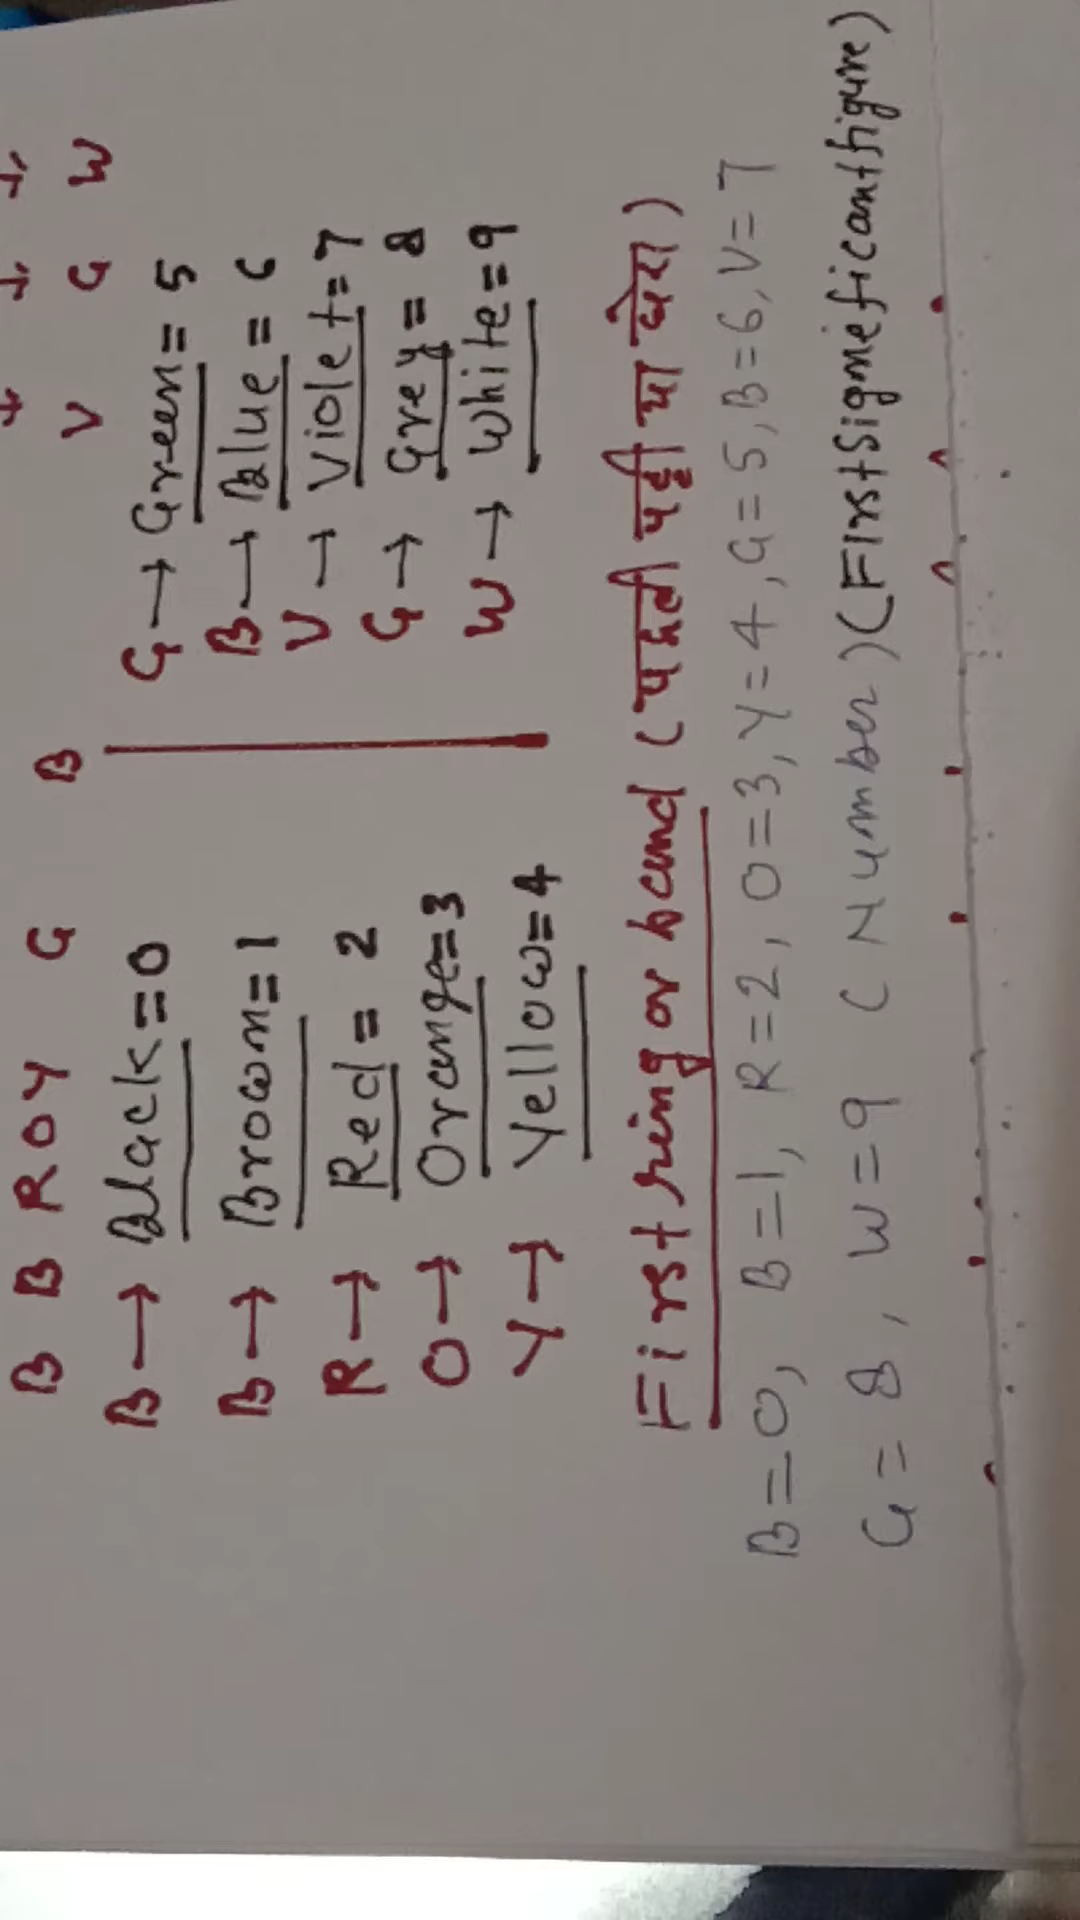 B B R O Y G B V G W
B → Black = 0
B → Brown = 1
R → Red = 2
O → Orange = 3
Y → Yellow = 4
G → Green = 5
B → Blue = 6
V → Violet = 7
G → Grey = 8
W → White = 9
First ring or band (पहली पट्टी या घेरा)
B = 0, B = 1, R = 2, O = 3, Y = 4, G = 5, B = 6, V = 7
G = 8, W = 9 (Number) (First Signeficant figure)